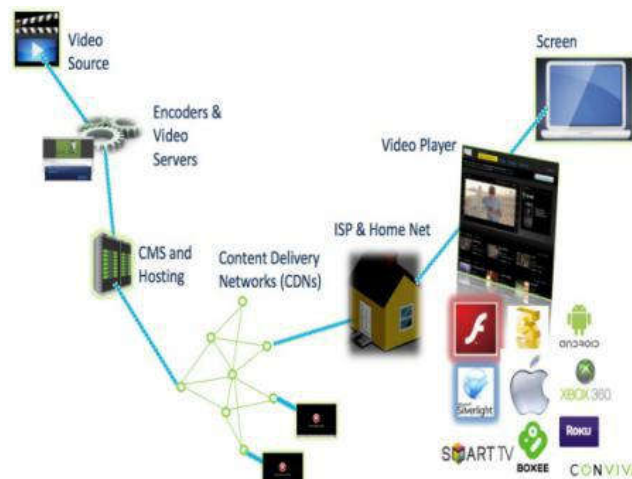 Video
Source
Encoders &
Video
Servers
CMS and
Hosting
Content Delivery
Networks (CDNs)
ISP & Home Net
Video Player
Screen
ANDROID
Microsoft
Silverlight
XBOX 360
SMART TV
BOXEE
ROKU
CONVIV